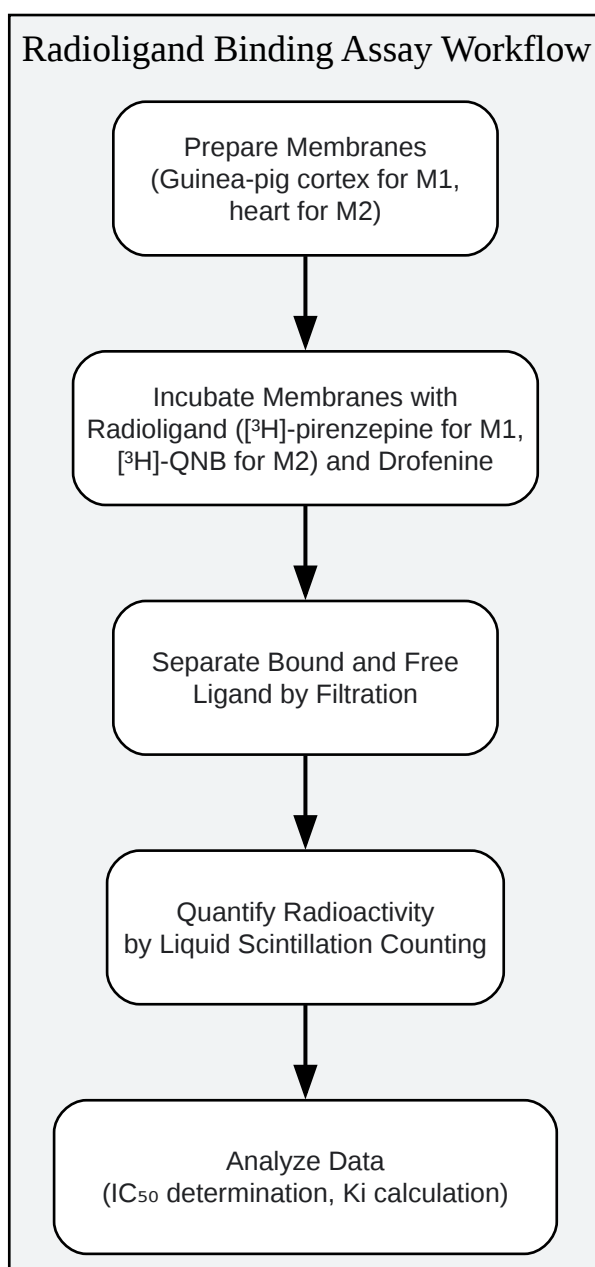 Radioligand Binding Assay Workflow
Prepare Membranes
(Guinea-pig cortex for M1,
heart for M2)
Incubate Membranes with
Radioligand ([³H]-pirenzepine for M1,
[³H]-QNB for M2) and Drofenine
Separate Bound and Free
Ligand by Filtration
Quantify Radioactivity
by Liquid Scintillation Counting
Analyze Data
(IC₅₀ determination, Ki calculation)